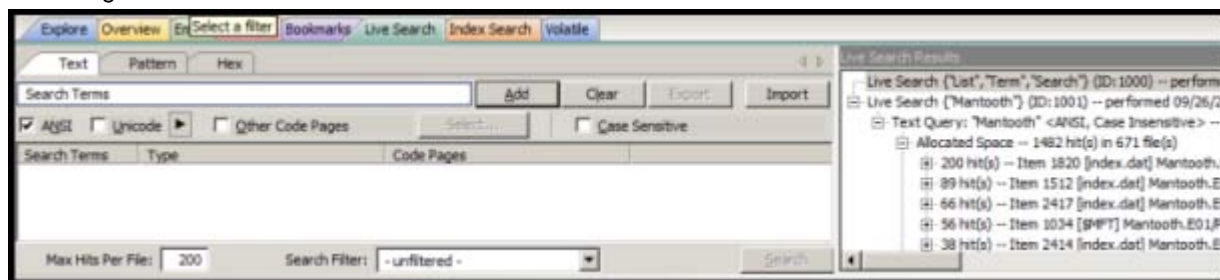 Explore Overview Select a filter Bookmarks Live Search Index Search Volatile
Text Pattern Hex
Search Terms Add Clear Export Import
ANSI Unicode Other Code Pages Select... Case Sensitive
Search Terms Type Code Pages
Max Hits Per File: 200 Search Filter: - unfiltered - Search
Live Search Results
Live Search {"List","Term","Search"} (ID:1000) -- perform
Live Search {"Mantooth"} (ID:1001) -- performed 09/26/2
Text Query: "Mantooth" <ANSI, Case Insensitive> --
Allocated Space -- 1482 hit(s) in 671 file(s)
200 hit(s) -- Item 1820 [index.dat] Mantooth.
89 hit(s) -- Item 1512 [index.dat] Mantooth.E
66 hit(s) -- Item 2417 [index.dat] Mantooth.E
56 hit(s) -- Item 1034 [$MFT] Mantooth.E01/P
38 hit(s) -- Item 2414 [index.dat] Mantooth.E